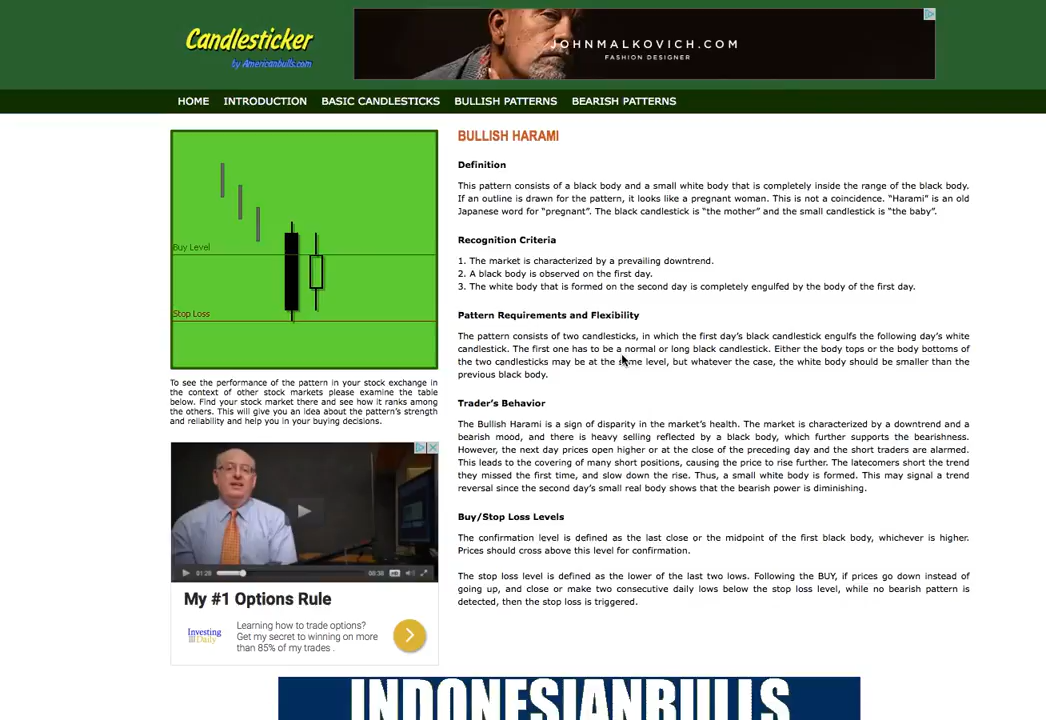 Candlesticker
by Americanbulls.com
JOHNMALKOVICH.COM
FASHION DESIGNER
HOME INTRODUCTION BASIC CANDLESTICKS BULLISH PATTERNS BEARISH PATTERNS
Buy Level
Stop Loss
To see the performance of the pattern in your stock exchange in
the context of other stock markets please examine the table
below. Find your stock market there and see how it ranks among
the others. This will give you an idea about the pattern's strength
and reliability and help you in your buying decisions.
01:28 00:38 HD
My #1 Options Rule
Investing
Daily
Learning how to trade options?
Get my secret to winning on more
than 85% of my trades .
BULLISH HARAMI
Definition
This pattern consists of a black body and a small white body that is completely inside the range of the black body.
If an outline is drawn for the pattern, it looks like a pregnant woman. This is not a coincidence. “Harami” is an old
Japanese word for “pregnant”. The black candlestick is “the mother” and the small candlestick is “the baby”.
Recognition Criteria
1. The market is characterized by a prevailing downtrend.
2. A black body is observed on the first day.
3. The white body that is formed on the second day is completely engulfed by the body of the first day.
Pattern Requirements and Flexibility
The pattern consists of two candlesticks, in which the first day's black candlestick engulfs the following day's white
candlestick. The first one has to be a normal or long black candlestick. Either the body tops or the body bottoms of
the two candlesticks may be at the same level, but whatever the case, the white body should be smaller than the
previous black body.
Trader's Behavior
The Bullish Harami is a sign of disparity in the market's health. The market is characterized by a downtrend and a
bearish mood, and there is heavy selling reflected by a black body, which further supports the bearishness.
However, the next day prices open higher or at the close of the preceding day and the short traders are alarmed.
This leads to the covering of many short positions, causing the price to rise further. The latecomers short the trend
they missed the first time, and slow down the rise. Thus, a small white body is formed. This may signal a trend
reversal since the second day's small real body shows that the bearish power is diminishing.
Buy/Stop Loss Levels
The confirmation level is defined as the last close or the midpoint of the first black body, whichever is higher.
Prices should cross above this level for confirmation.
The stop loss level is defined as the lower of the last two lows. Following the BUY, if prices go down instead of
going up, and close or make two consecutive daily lows below the stop loss level, while no bearish pattern is
detected, then the stop loss is triggered.
INDONESIANBULLS